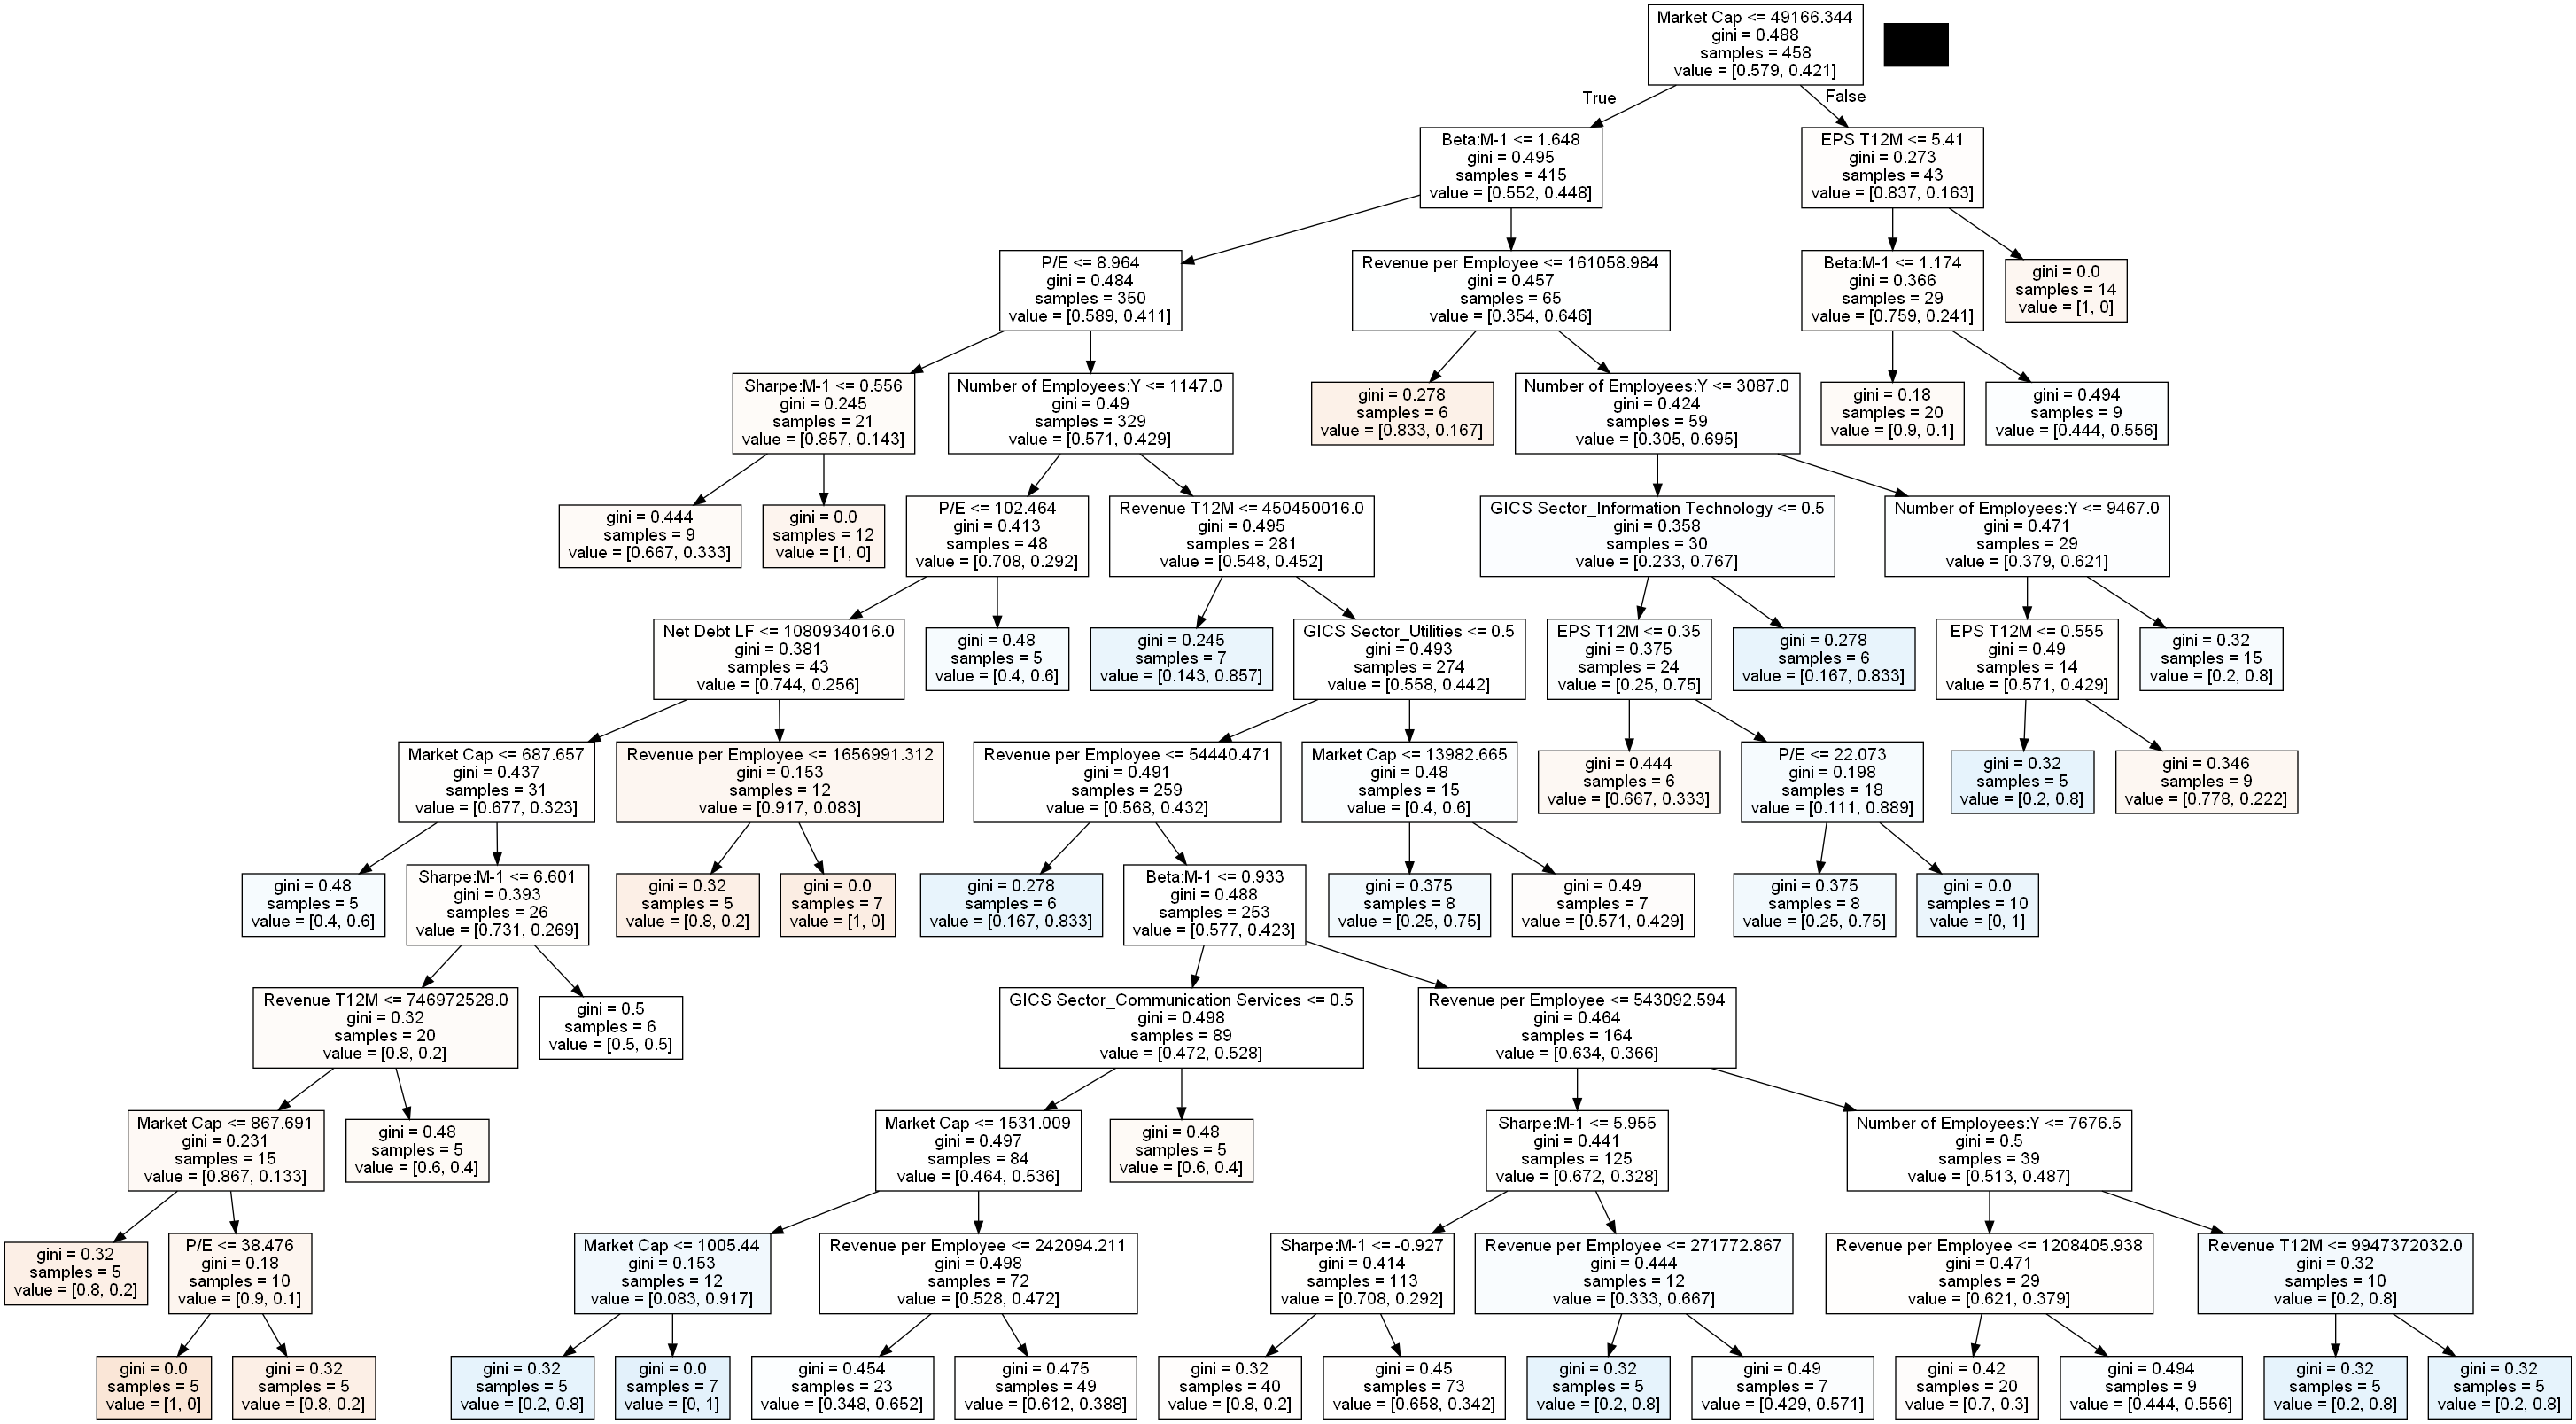 Market Cap <= 49166.344
gini = 0.488
samples = 458
value = [0.579, 0.421]
True
False
Beta:M-1 <= 1.648
gini = 0.495
samples = 415
value = [0.552, 0.448]
EPS T12M <= 5.41
gini = 0.273
samples = 43
value = [0.837, 0.163]
P/E <= 8.964
gini = 0.484
samples = 350
value = [0.589, 0.411]
Revenue per Employee <= 161058.984
gini = 0.457
samples = 65
value = [0.354, 0.646]
Beta:M-1 <= 1.174
gini = 0.366
samples = 29
value = [0.759, 0.241]
gini = 0.0
samples = 14
value = [1, 0]
Sharpe:M-1 <= 0.556
gini = 0.245
samples = 21
value = [0.857, 0.143]
Number of Employees:Y <= 1147.0
gini = 0.49
samples = 329
value = [0.571, 0.429]
gini = 0.278
samples = 6
value = [0.833, 0.167]
Number of Employees:Y <= 3087.0
gini = 0.424
samples = 59
value = [0.305, 0.695]
gini = 0.18
samples = 20
value = [0.9, 0.1]
gini = 0.494
samples = 9
value = [0.444, 0.556]
gini = 0.444
samples = 9
value = [0.667, 0.333]
gini = 0.0
samples = 12
value = [1, 0]
P/E <= 102.464
gini = 0.413
samples = 48
value = [0.708, 0.292]
Revenue T12M <= 450450016.0
gini = 0.495
samples = 281
value = [0.548, 0.452]
GICS Sector_Information Technology <= 0.5
gini = 0.358
samples = 30
value = [0.233, 0.767]
Number of Employees:Y <= 9467.0
gini = 0.471
samples = 29
value = [0.379, 0.621]
Net Debt LF <= 1080934016.0
gini = 0.381
samples = 43
value = [0.744, 0.256]
gini = 0.48
samples = 5
value = [0.4, 0.6]
gini = 0.245
samples = 7
value = [0.143, 0.857]
GICS Sector_Utilities <= 0.5
gini = 0.493
samples = 274
value = [0.558, 0.442]
EPS T12M <= 0.35
gini = 0.375
samples = 24
value = [0.25, 0.75]
gini = 0.278
samples = 6
value = [0.167, 0.833]
EPS T12M <= 0.555
gini = 0.49
samples = 14
value = [0.571, 0.429]
gini = 0.32
samples = 15
value = [0.2, 0.8]
Market Cap <= 687.657
gini = 0.437
samples = 31
value = [0.677, 0.323]
Revenue per Employee <= 1656991.312
gini = 0.153
samples = 12
value = [0.917, 0.083]
Revenue per Employee <= 54440.471
gini = 0.491
samples = 259
value = [0.568, 0.432]
Market Cap <= 13982.665
gini = 0.48
samples = 15
value = [0.4, 0.6]
gini = 0.444
samples = 6
value = [0.667, 0.333]
P/E <= 22.073
gini = 0.198
samples = 18
value = [0.111, 0.889]
gini = 0.32
samples = 5
value = [0.2, 0.8]
gini = 0.346
samples = 9
value = [0.778, 0.222]
gini = 0.48
samples = 5
value = [0.4, 0.6]
Sharpe:M-1 <= 6.601
gini = 0.393
samples = 26
value = [0.731, 0.269]
gini = 0.32
samples = 5
value = [0.8, 0.2]
gini = 0.0
samples = 7
value = [1, 0]
gini = 0.278
samples = 6
value = [0.167, 0.833]
Beta:M-1 <= 0.933
gini = 0.488
samples = 253
value = [0.577, 0.423]
gini = 0.375
samples = 8
value = [0.25, 0.75]
gini = 0.49
samples = 7
value = [0.571, 0.429]
gini = 0.375
samples = 8
value = [0.25, 0.75]
gini = 0.0
samples = 10
value = [0, 1]
Revenue T12M <= 746972528.0
gini = 0.32
samples = 20
value = [0.8, 0.2]
gini = 0.5
samples = 6
value = [0.5, 0.5]
GICS Sector_Communication Services <= 0.5
gini = 0.498
samples = 89
value = [0.472, 0.528]
Revenue per Employee <= 543092.594
gini = 0.464
samples = 164
value = [0.634, 0.366]
Market Cap <= 867.691
gini = 0.231
samples = 15
value = [0.867, 0.133]
gini = 0.48
samples = 5
value = [0.6, 0.4]
Market Cap <= 1531.009
gini = 0.497
samples = 84
value = [0.464, 0.536]
gini = 0.48
samples = 5
value = [0.6, 0.4]
Sharpe:M-1 <= 5.955
gini = 0.441
samples = 125
value = [0.672, 0.328]
Number of Employees:Y <= 7676.5
gini = 0.5
samples = 39
value = [0.513, 0.487]
gini = 0.32
samples = 5
value = [0.8, 0.2]
P/E <= 38.476
gini = 0.18
samples = 10
value = [0.9, 0.1]
Market Cap <= 1005.44
gini = 0.153
samples = 12
value = [0.083, 0.917]
Revenue per Employee <= 242094.211
gini = 0.498
samples = 72
value = [0.528, 0.472]
Sharpe:M-1 <= -0.927
gini = 0.414
samples = 113
value = [0.708, 0.292]
Revenue per Employee <= 271772.867
gini = 0.444
samples = 12
value = [0.333, 0.667]
Revenue per Employee <= 1208405.938
gini = 0.471
samples = 29
value = [0.621, 0.379]
Revenue T12M <= 9947372032.0
gini = 0.32
samples = 10
value = [0.2, 0.8]
gini = 0.0
samples = 5
value = [1, 0]
gini = 0.32
samples = 5
value = [0.8, 0.2]
gini = 0.32
samples = 5
value = [0.2, 0.8]
gini = 0.0
samples = 7
value = [0, 1]
gini = 0.454
samples = 23
value = [0.348, 0.652]
gini = 0.475
samples = 49
value = [0.612, 0.388]
gini = 0.32
samples = 40
value = [0.8, 0.2]
gini = 0.45
samples = 73
value = [0.658, 0.342]
gini = 0.32
samples = 5
value = [0.2, 0.8]
gini = 0.49
samples = 7
value = [0.429, 0.571]
gini = 0.42
samples = 20
value = [0.7, 0.3]
gini = 0.494
samples = 9
value = [0.444, 0.556]
gini = 0.32
samples = 5
value = [0.2, 0.8]
gini = 0.32
samples = 5
value = [0.2, 0.8]